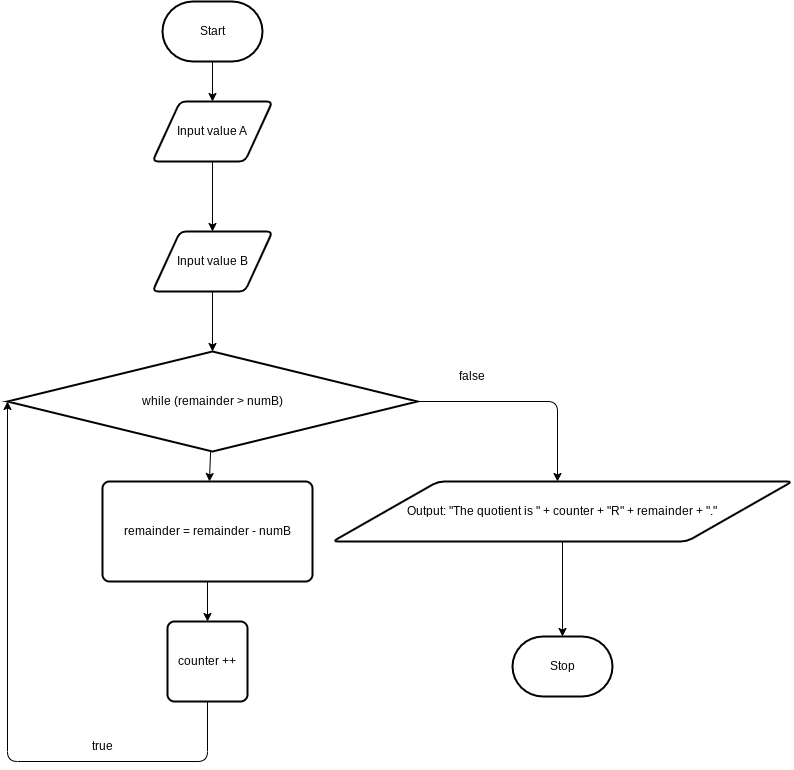 Start
Input value A
Input value B
while (remainder > numB)
false
remainder = remainder - numB
Output: "The quotient is " + counter + "R" + remainder + "."
counter ++
Stop
true